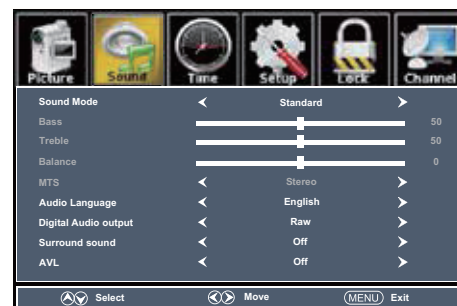 Picture Sound Time Setup Lock Channel
Sound Mode Standard
Bass 50
Treble 50
Balance 0
MTS Stereo
Audio Language English
Digital Audio output Raw
Surround sound Off
AVL Off
Select Move MENU Exit